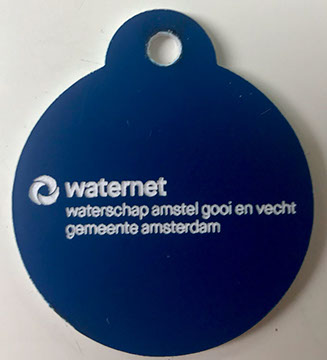 waternet
waterschap amstel gooi en vecht
gemeente amsterdam